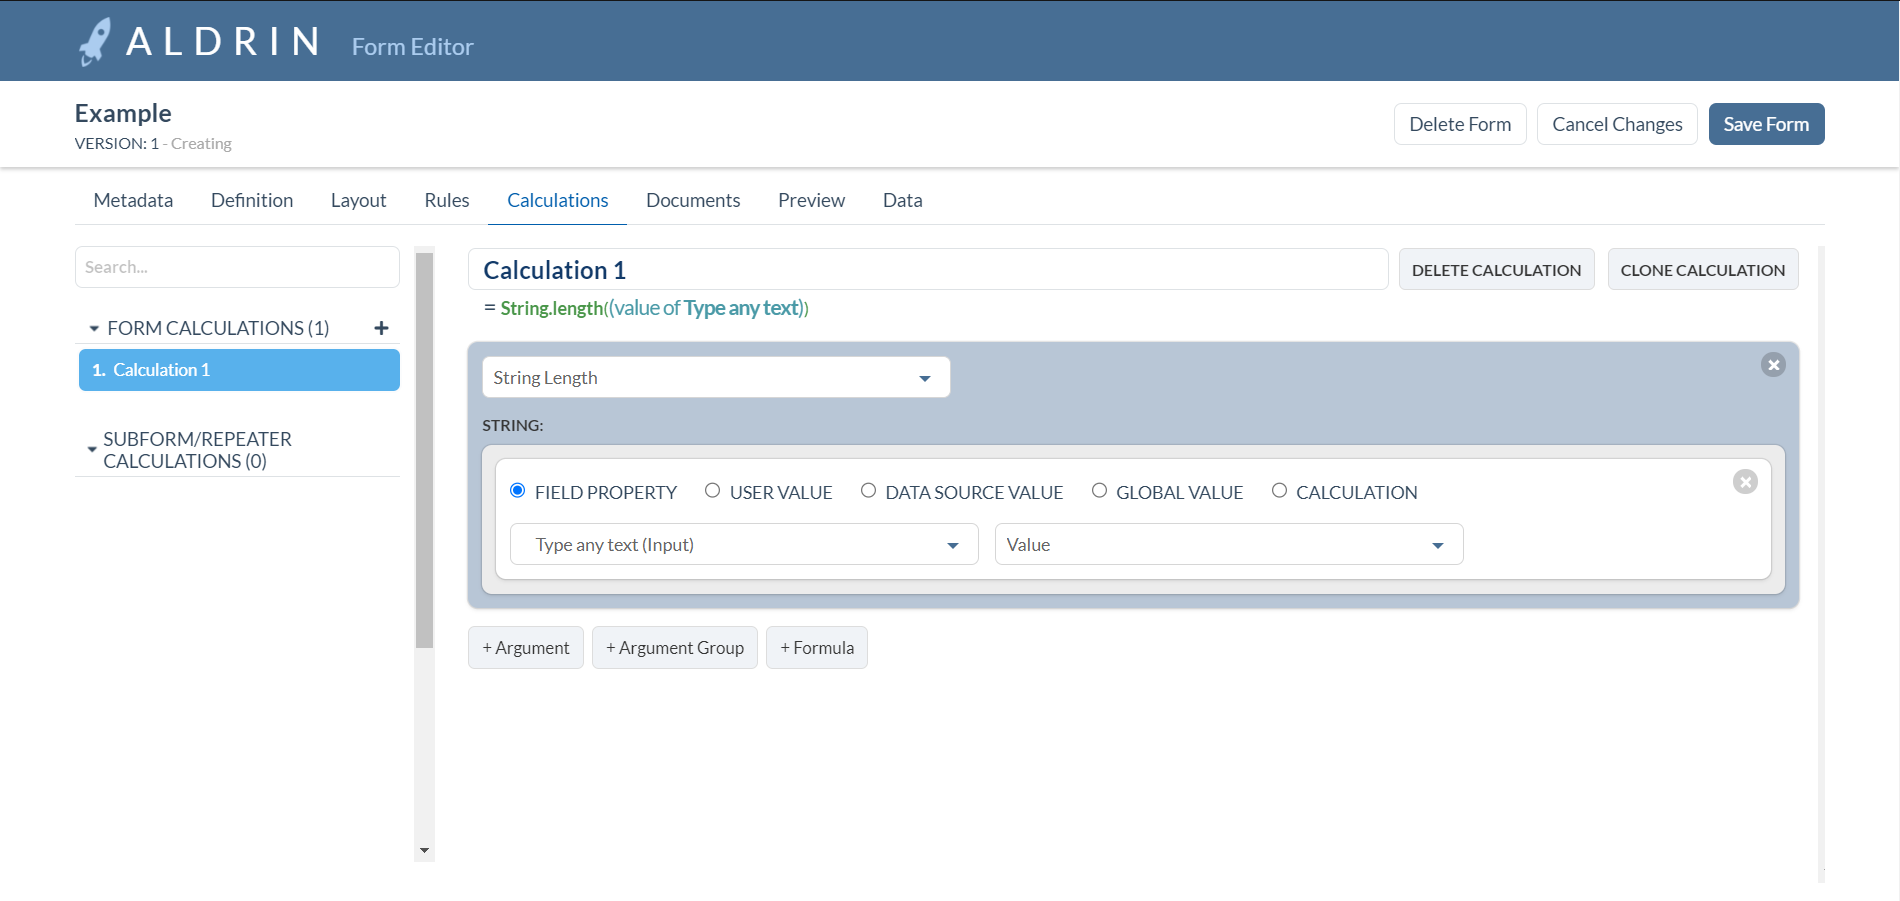 ALDRIN Form Editor
Example
VERSION: 1 - Creating
Delete Form
Cancel Changes
Save Form
Metadata Definition Layout Rules Calculations Documents Preview Data
Search...
FORM CALCULATIONS (1) +
1. Calculation 1
SUBFORM/REPEATER
CALCULATIONS (0)
Calculation 1
DELETE CALCULATION
CLONE CALCULATION
= String.length((value of Type any text))
String Length
STRING:
FIELD PROPERTY USER VALUE DATA SOURCE VALUE GLOBAL VALUE CALCULATION
Type any text (Input)
Value
+ Argument
+ Argument Group
+ Formula